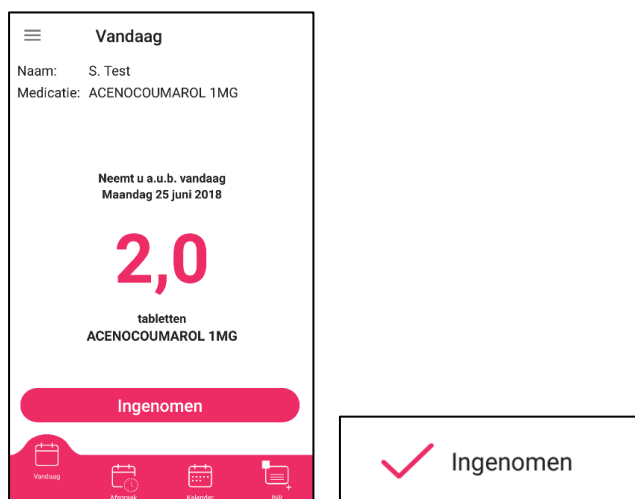 Vandaag
Naam: S. Test
Medicatie: ACENOCOUMAROL 1MG
Neemt u a.u.b. vandaag
Maandag 25 juni 2018
2,0
tabletten
ACENOCOUMAROL 1MG
Ingenomen
Vandaag
Afspraak
Kalender
INR
Ingenomen